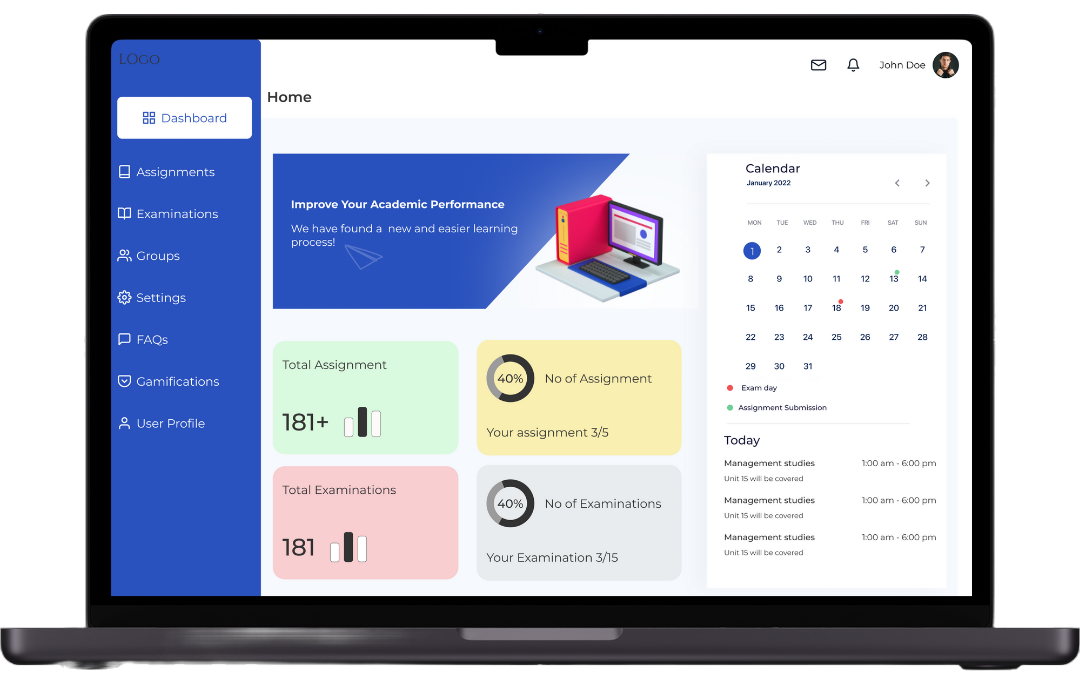 LOGO
John Doe
Home
Dashboard
Assignments
Examinations
Groups
Settings
FAQs
Gamifications
User Profile
Improve Your Academic Performance
We have found a new and easier learning
process!
Total Assignment
181+
40% No of Assignment
Your assignment 3/5
Total Examinations
181
40% No of Examinations
Your Examination 3/15
Calendar
January 2022
MON TUE WED THU FRI SAT SUN
1 2 3 4 5 6 7
8 9 10 11 12 13 14
15 16 17 18 19 20 21
22 23 24 25 26 27 28
29 30 31
Exam day
Assignment Submission
Today
Management studies 1:00 am - 6:00 pm
Unit 15 will be covered
Management studies 1:00 am - 6:00 pm
Unit 15 will be covered
Management studies 1:00 am - 6:00 pm
Unit 15 will be covered